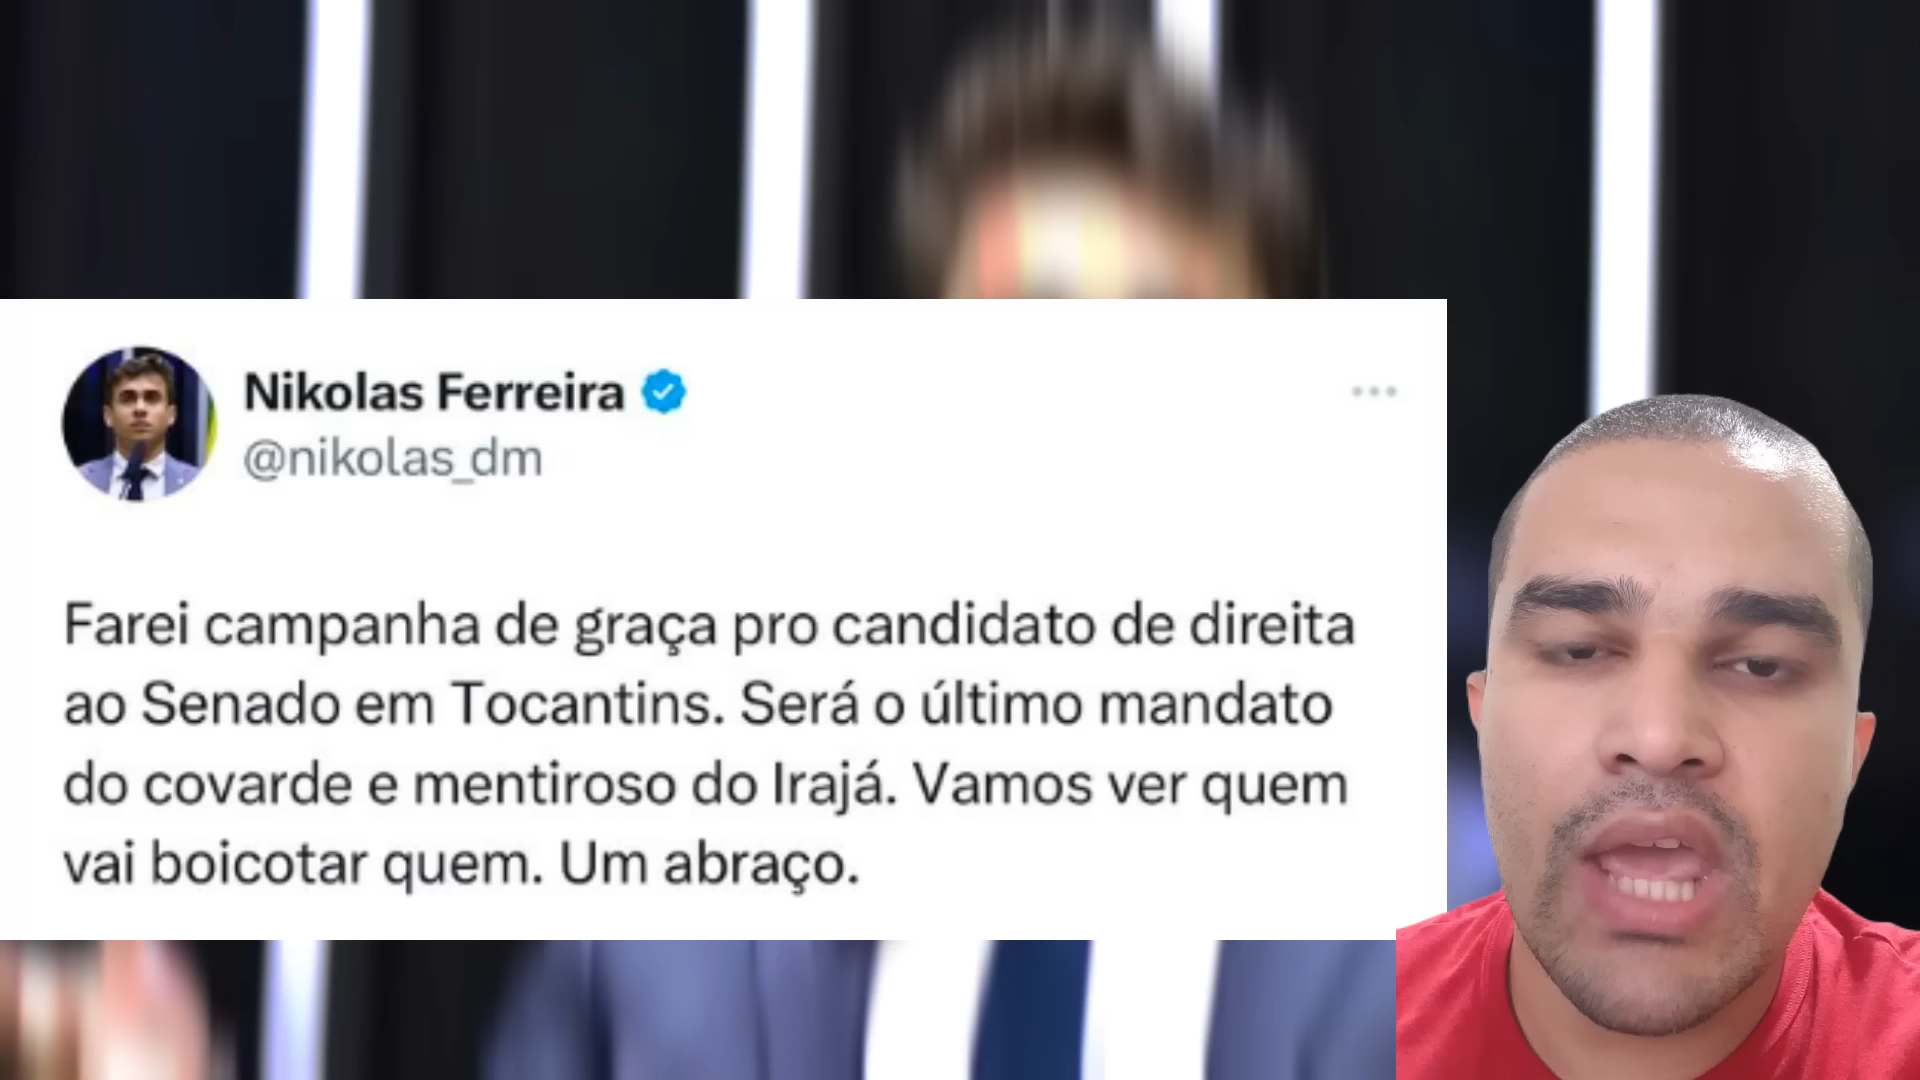 Nikolas Ferreira
@nikolas_dm
Farei campanha de graça pro candidato de direita
ao Senado em Tocantins. Será o último mandato
do covarde e mentiroso do Irajá. Vamos ver quem
vai boicotar quem. Um abraço.